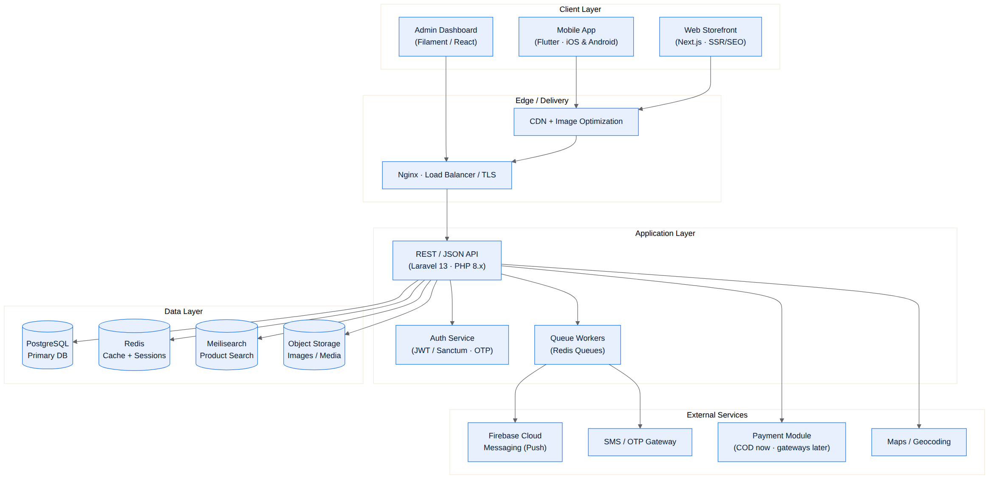 Client Layer
Admin Dashboard
(Filament / React)
Mobile App
(Flutter · iOS & Android)
Web Storefront
(Next.js · SSR/SEO)
Edge / Delivery
CDN + Image Optimization
Nginx · Load Balancer / TLS
Application Layer
REST / JSON API
(Laravel 13 · PHP 8.x)
Data Layer
PostgreSQL
Primary DB
Redis
Cache + Sessions
Meilisearch
Product Search
Object Storage
Images / Media
Auth Service
(JWT / Sanctum · OTP)
Queue Workers
(Redis Queues)
External Services
Firebase Cloud
Messaging (Push)
SMS / OTP Gateway
Payment Module
(COD now · gateways later)
Maps / Geocoding